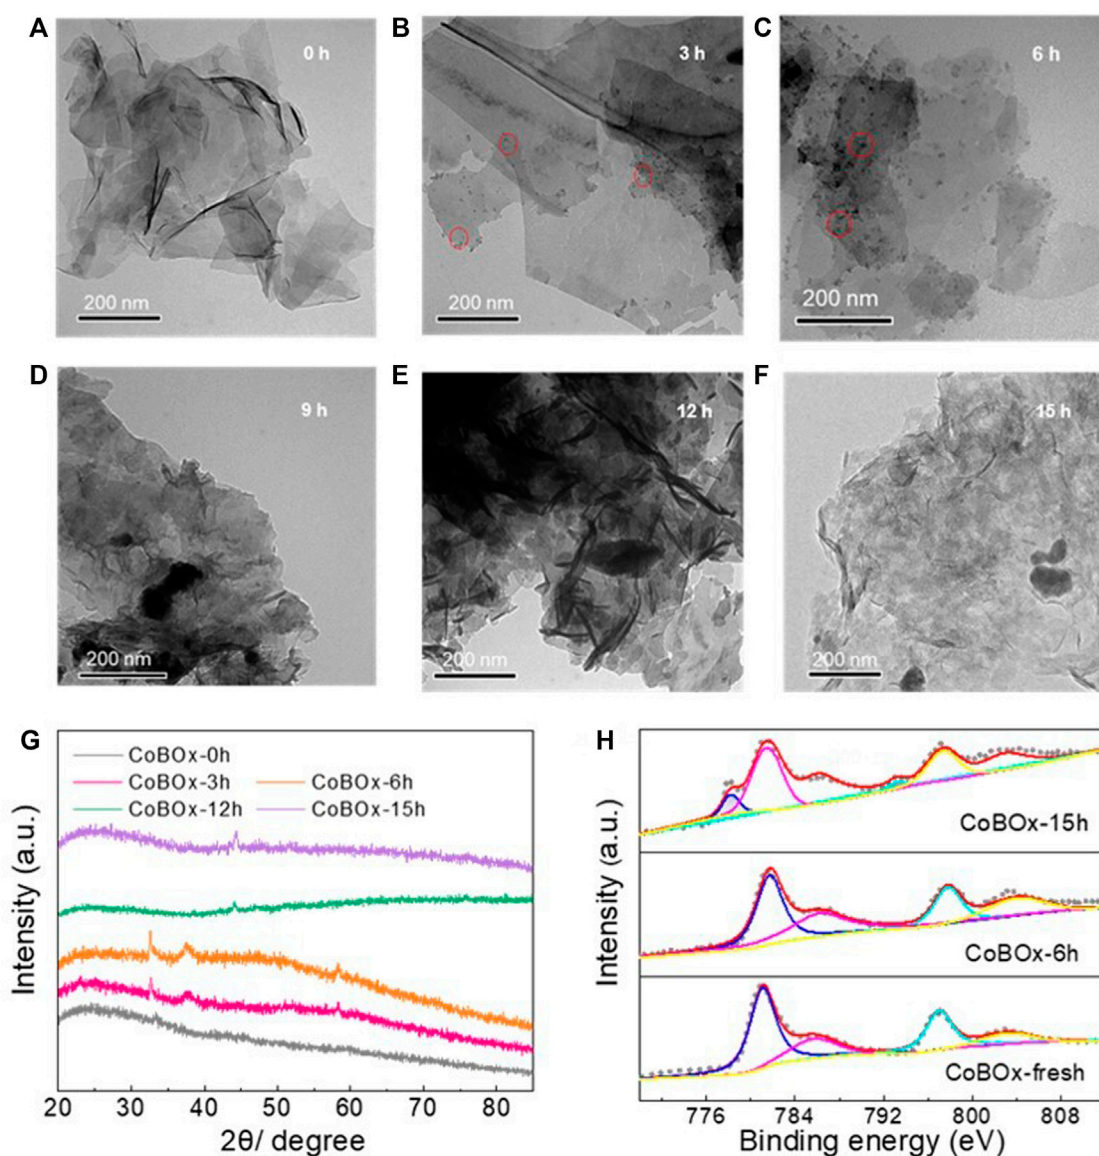 A
0 h
200 nm
B
3 h
200 nm
C
6 h
200 nm
D
9 h
200 nm
E
12 h
200 nm
F
15 h
200 nm
G
CoBOx-0h
CoBOx-3h CoBOx-6h
CoBOx-12h CoBOx-15h
Intensity (a.u.)
20 30 40 50 60 70 80
2θ/ degree
H
CoBOx-15h
CoBOx-6h
CoBOx-fresh
Intensity (a.u.)
776 784 792 800 808
Binding energy (eV)